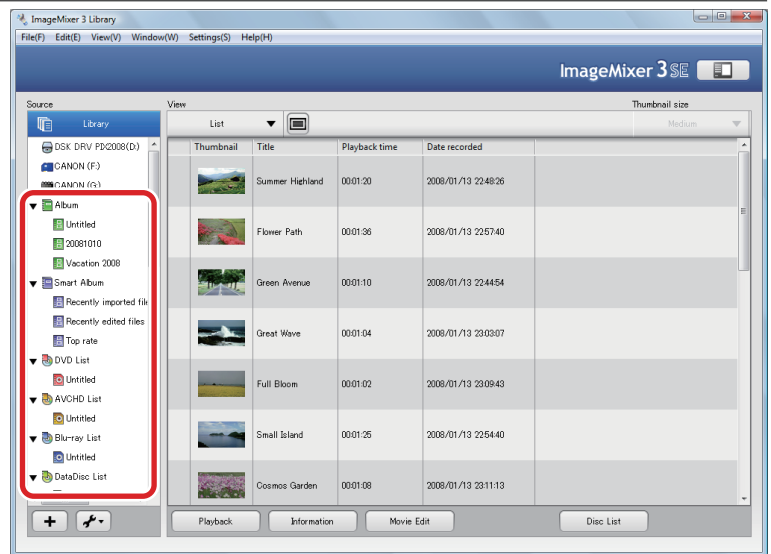 ImageMixer 3 Library
File(F) Edit(E) View(V) Window(W) Settings(S) Help(H)
ImageMixer 3 SE
Source View Thumbnail size
Library List Medium
DSK DRV PIX2008(D:)
CANON (F:)
CANON (G:)
Album
Untitled
20081010
Vacation 2008
Smart Album
Recently imported file
Recently edited files
Top rate
DVD List
Untitled
AVCHD List
Untitled
Blu-ray List
Untitled
DataDisc List
Thumbnail Title Playback time Date recorded
Summer Highland 00:01:20 2008/01/13 22:48:26
Flower Path 00:01:36 2008/01/13 22:57:40
Green Avenue 00:01:10 2008/01/13 22:44:54
Great Wave 00:01:04 2008/01/13 23:03:07
Full Bloom 00:01:02 2008/01/13 23:09:43
Small Island 00:01:25 2008/01/13 22:54:40
Cosmos Garden 00:01:08 2008/01/13 23:11:13
Playback Information Movie Edit Disc List